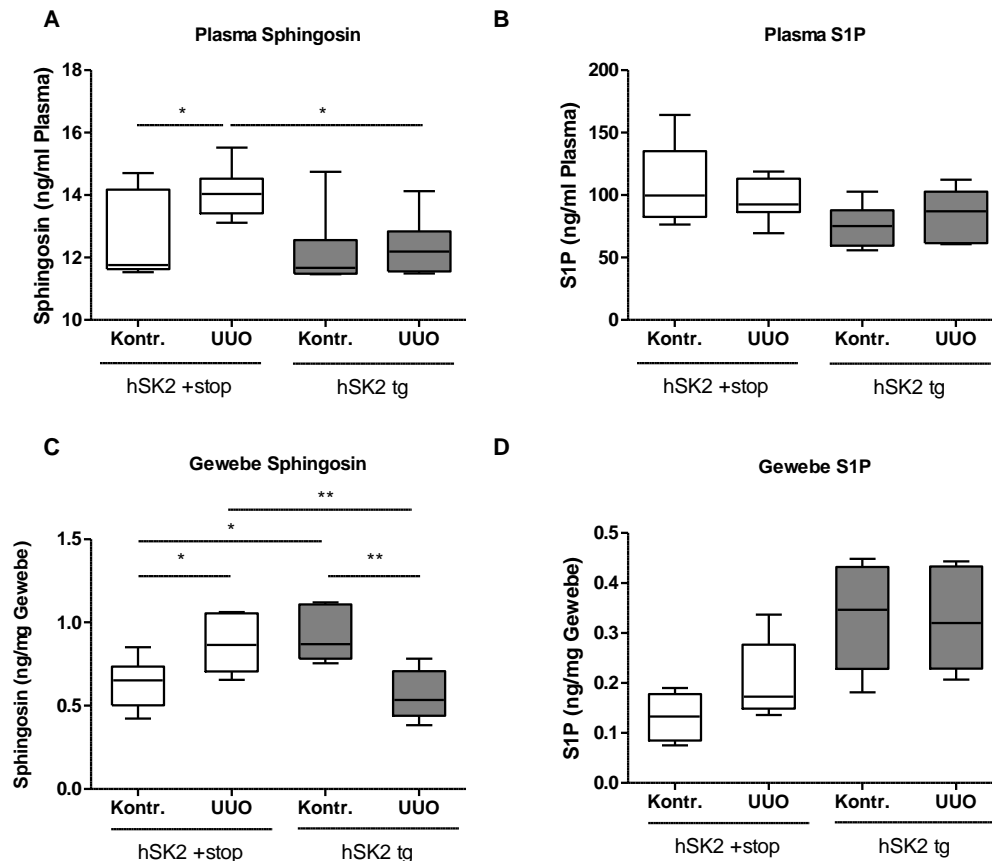 A
Plasma Sphingosin
Sphingosin (ng/ml Plasma)
18
16
14
12
10
*
*
Kontr.
UUO
Kontr.
UUO
hSK2 +stop
hSK2 tg
B
Plasma S1P
S1P (ng/ml Plasma)
200
150
100
50
0
Kontr.
UUO
Kontr.
UUO
hSK2 +stop
hSK2 tg
C
Gewebe Sphingosin
Sphingosin (ng/mg Gewebe)
1.5
1.0
0.5
0.0
**
*
*
**
Kontr.
UUO
Kontr.
UUO
hSK2 +stop
hSK2 tg
D
Gewebe S1P
S1P (ng/mg Gewebe)
0.5
0.4
0.3
0.2
0.1
0.0
Kontr.
UUO
Kontr.
UUO
hSK2 +stop
hSK2 tg